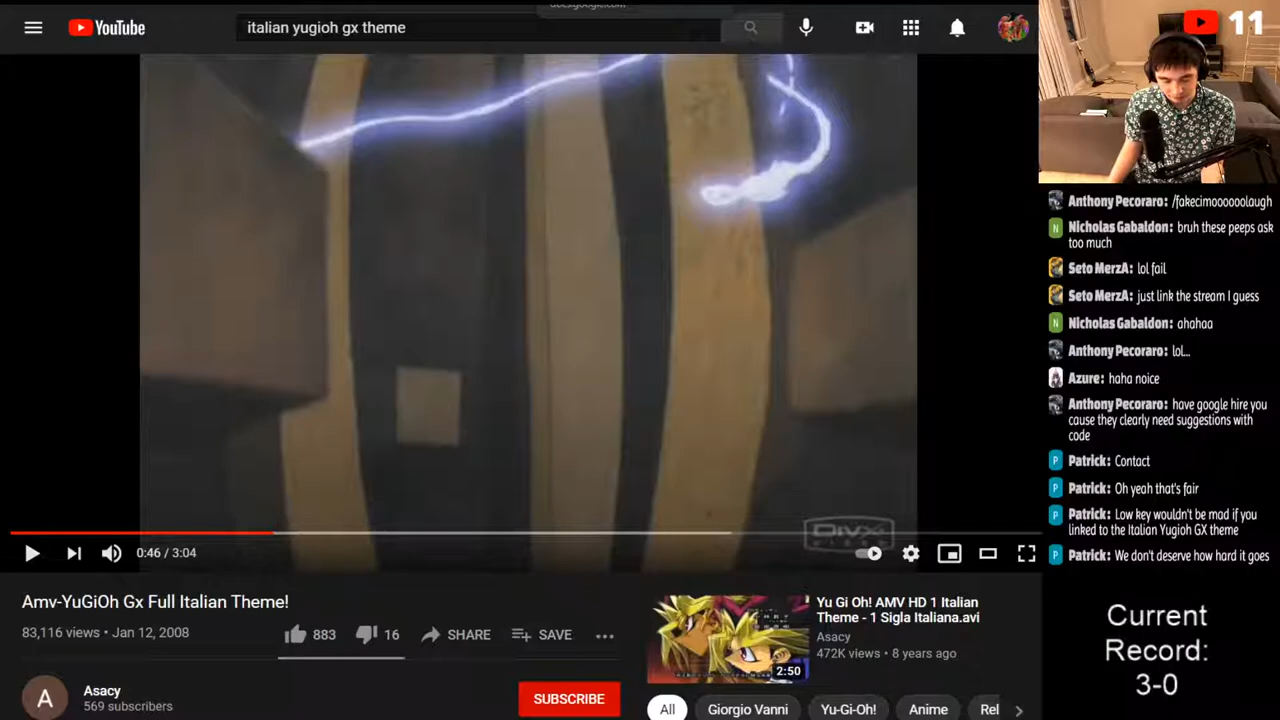 YouTube
italian yugioh gx theme
11
DivX
0:46 / 3:04
Amv-YuGiOh Gx Full Italian Theme!
83,116 views • Jan 12, 2008
883
16
SHARE
SAVE
A
Asacy
569 subscribers
SUBSCRIBE
2:50
Yu Gi Oh! AMV HD 1 Italian
Theme - 1 Sigla Italiana.avi
Asacy
472K views • 8 years ago
All
Giorgio Vanni
Yu-Gi-Oh!
Anime
Rel
Anthony Pecoraro: /fakecimoooooolaugh
N
Nicholas Gabaldon: bruh these peeps ask
too much
Seto MerzA: lol fail
Seto MerzA: just link the stream I guess
N
Nicholas Gabaldon: ahahaa
Anthony Pecoraro: lol...
Azure: haha noice
Anthony Pecoraro: have google hire you
cause they clearly need suggestions with
code
P
Patrick: Contact
P
Patrick: Oh yeah that's fair
P
Patrick: Low key wouldn't be mad if you
linked to the Italian Yugioh GX theme
P
Patrick: We don't deserve how hard it goes
Current
Record:
3-0